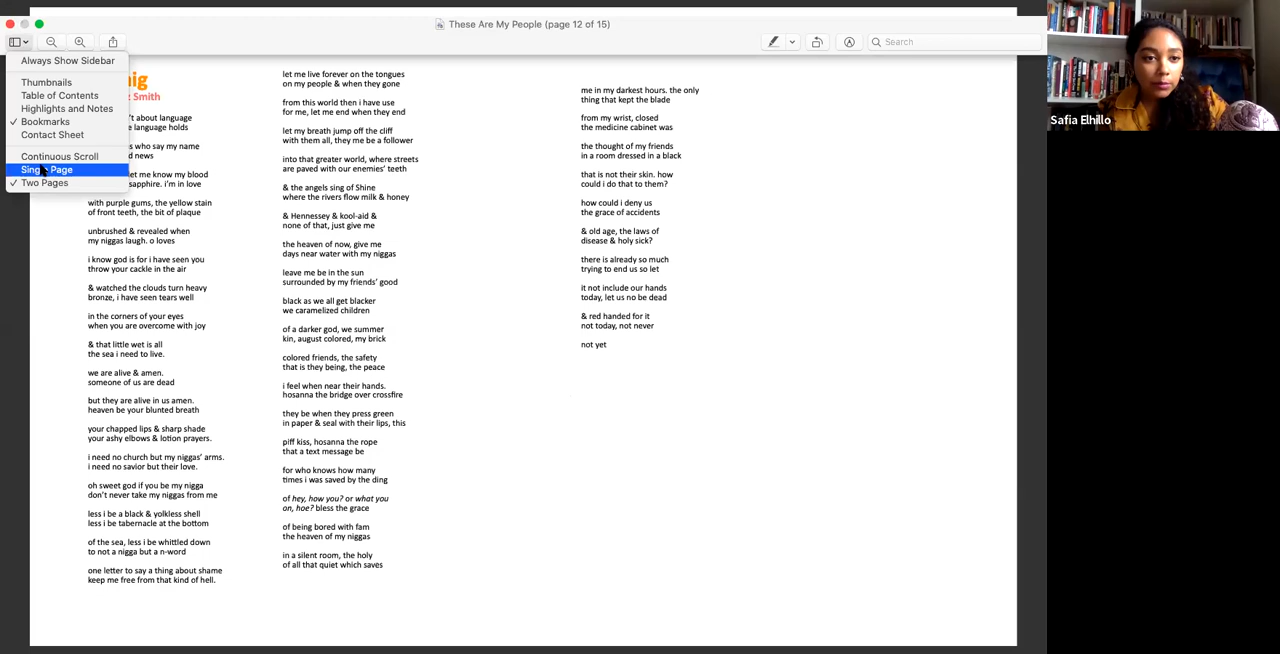 These Are My People (page 12 of 15)
Search
Always Show Sidebar
Thumbnails
Table of Contents
Highlights and Notes
✓ Bookmarks
Contact Sheet
Continuous Scroll
Single Page
✓ Two Pages
Safia Elhillo
ig
Smith
't about language
e language holds
s who say my name
d news
let me know my blood
sapphire. i'm in love
with purple gums, the yellow stain
of front teeth, the bit of plaque
unbrushed & revealed when
my niggas laugh. o loves
i know god is for i have seen you
throw your cackle in the air
& watched the clouds turn heavy
bronze, i have seen tears well
in the corners of your eyes
when you are overcome with joy
& that little wet is all
the sea i need to live.
we are alive & amen.
someone of us are dead
but they are alive in us amen.
heaven be your blunted breath
your chapped lips & sharp shade
your ashy elbows & lotion prayers.
i need no church but my niggas' arms.
i need no savior but their love.
oh sweet god if you be my nigga
don't never take my niggas from me
less i be a black & yolkless shell
less i be tabernacle at the bottom
of the sea, less i be whittled down
to not a nigga but a n-word
one letter to say a thing about shame
keep me free from that kind of hell.
let me live forever on the tongues
on my people & when they gone
from this world then i have use
for me, let me end when they end
let my breath jump off the cliff
with them all, they me be a follower
into that greater world, where streets
are paved with our enemies' teeth
& the angels sing of Shine
where the rivers flow milk & honey
& Hennessey & kool-aid &
none of that, just give me
the heaven of now, give me
days near water with my niggas
leave me be in the sun
surrounded by my friends' good
black as we all get blacker
we caramelized children
of a darker god, we summer
kin, august colored, my brick
colored friends, the safety
that is they being, the peace
i feel when near their hands.
hosanna the bridge over crossfire
they be when they press green
in paper & seal with their lips, this
piff kiss, hosanna the rope
that a text message be
for who knows how many
times i was saved by the ding
of hey, how you? or what you
on, hoe? bless the grace
of being bored with fam
the heaven of my niggas
in a silent room, the holy
of all that quiet which saves
me in my darkest hours. the only
thing that kept the blade
from my wrist, closed
the medicine cabinet was
the thought of my friends
in a room dressed in a black
that is not their skin. how
could i do that to them?
how could i deny us
the grace of accidents
& old age, the laws of
disease & holy sick?
there is already so much
trying to end us so let
it not include our hands
today, let us no be dead
& red handed for it
not today, not never
not yet